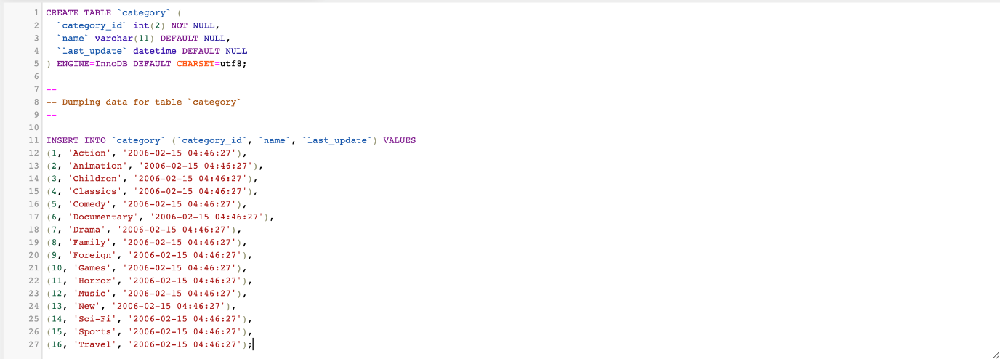 1 CREATE TABLE `category` (
2   `category_id` int(2) NOT NULL,
3   `name` varchar(11) DEFAULT NULL,
4   `last_update` datetime DEFAULT NULL
5 ) ENGINE=InnoDB DEFAULT CHARSET=utf8;
6
7 --
8 -- Dumping data for table `category`
9 --
10
11 INSERT INTO `category` (`category_id`, `name`, `last_update`) VALUES
12 (1, 'Action', '2006-02-15 04:46:27'),
13 (2, 'Animation', '2006-02-15 04:46:27'),
14 (3, 'Children', '2006-02-15 04:46:27'),
15 (4, 'Classics', '2006-02-15 04:46:27'),
16 (5, 'Comedy', '2006-02-15 04:46:27'),
17 (6, 'Documentary', '2006-02-15 04:46:27'),
18 (7, 'Drama', '2006-02-15 04:46:27'),
19 (8, 'Family', '2006-02-15 04:46:27'),
20 (9, 'Foreign', '2006-02-15 04:46:27'),
21 (10, 'Games', '2006-02-15 04:46:27'),
22 (11, 'Horror', '2006-02-15 04:46:27'),
23 (12, 'Music', '2006-02-15 04:46:27'),
24 (13, 'New', '2006-02-15 04:46:27'),
25 (14, 'Sci-Fi', '2006-02-15 04:46:27'),
26 (15, 'Sports', '2006-02-15 04:46:27'),
27 (16, 'Travel', '2006-02-15 04:46:27');